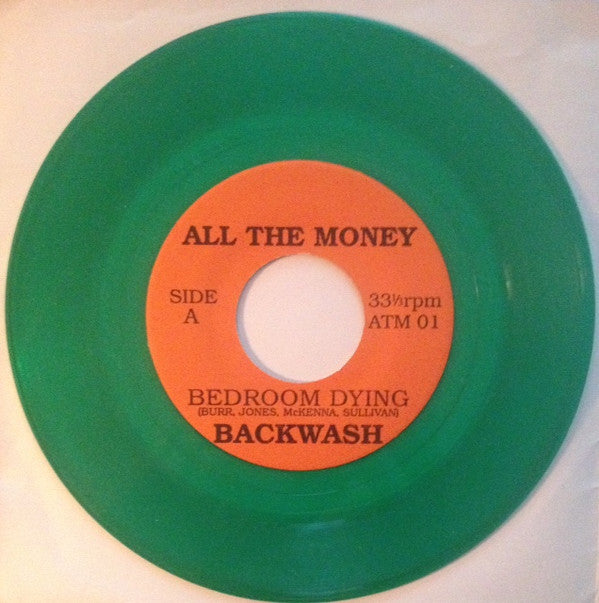 ALL THE MONEY
SIDE A
33⅓rpm
ATM 01
BEDROOM DYING
(BURR, JONES, McKENNA, SULLIVAN)
BACKWASH